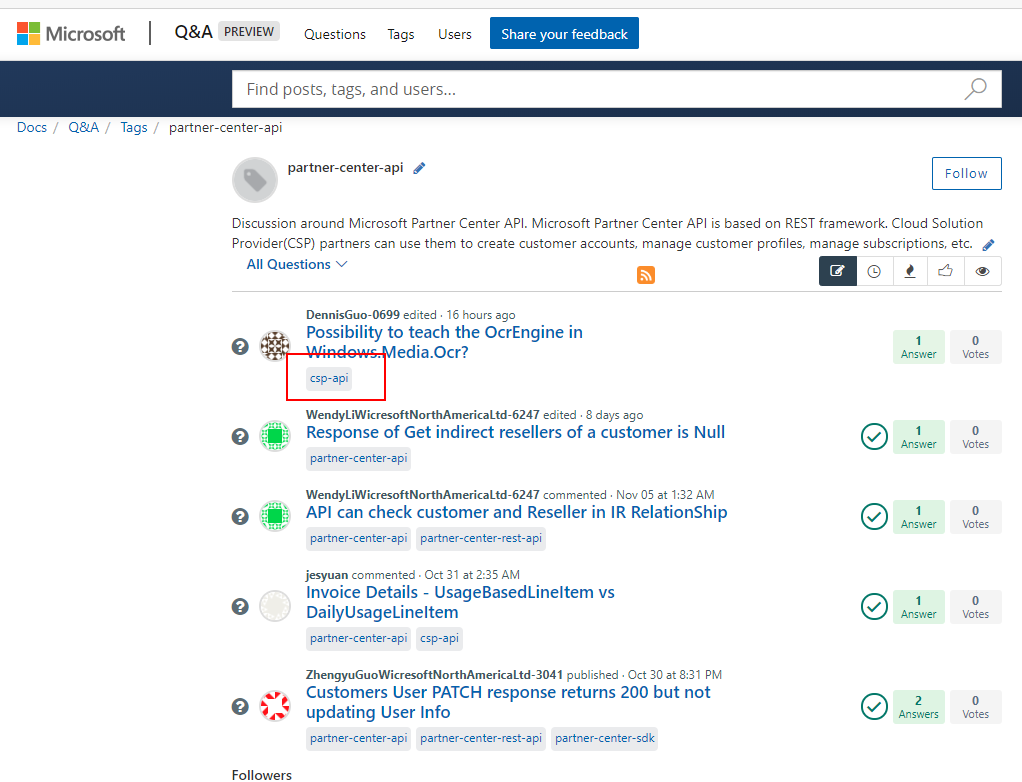 Microsoft | Q&A PREVIEW Questions Tags Users Share your feedback
Find posts, tags, and users...
Docs / Q&A / Tags / partner-center-api
partner-center-api
Follow
Discussion around Microsoft Partner Center API. Microsoft Partner Center API is based on REST framework. Cloud Solution
Provider(CSP) partners can use them to create customer accounts, manage customer profiles, manage subscriptions, etc.
All Questions
DennisGuo-0699 edited · 16 hours ago
Possibility to teach the OcrEngine in
Windows.Media.Ocr?
csp-api
1
Answer
0
Votes
WendyLiWicresoftNorthAmericaLtd-6247 edited · 8 days ago
Response of Get indirect resellers of a customer is Null
partner-center-api
1
Answer
0
Votes
WendyLiWicresoftNorthAmericaLtd-6247 commented · Nov 05 at 1:32 AM
API can check customer and Reseller in IR RelationShip
partner-center-api partner-center-rest-api
1
Answer
0
Votes
jesyuan commented · Oct 31 at 2:35 AM
Invoice Details - UsageBasedLineItem vs
DailyUsageLineItem
partner-center-api csp-api
1
Answer
0
Votes
ZhengyuGuoWicresoftNorthAmericaLtd-3041 published · Oct 30 at 8:31 PM
Customers User PATCH response returns 200 but not
updating User Info
partner-center-api partner-center-rest-api partner-center-sdk
2
Answers
0
Votes
Followers